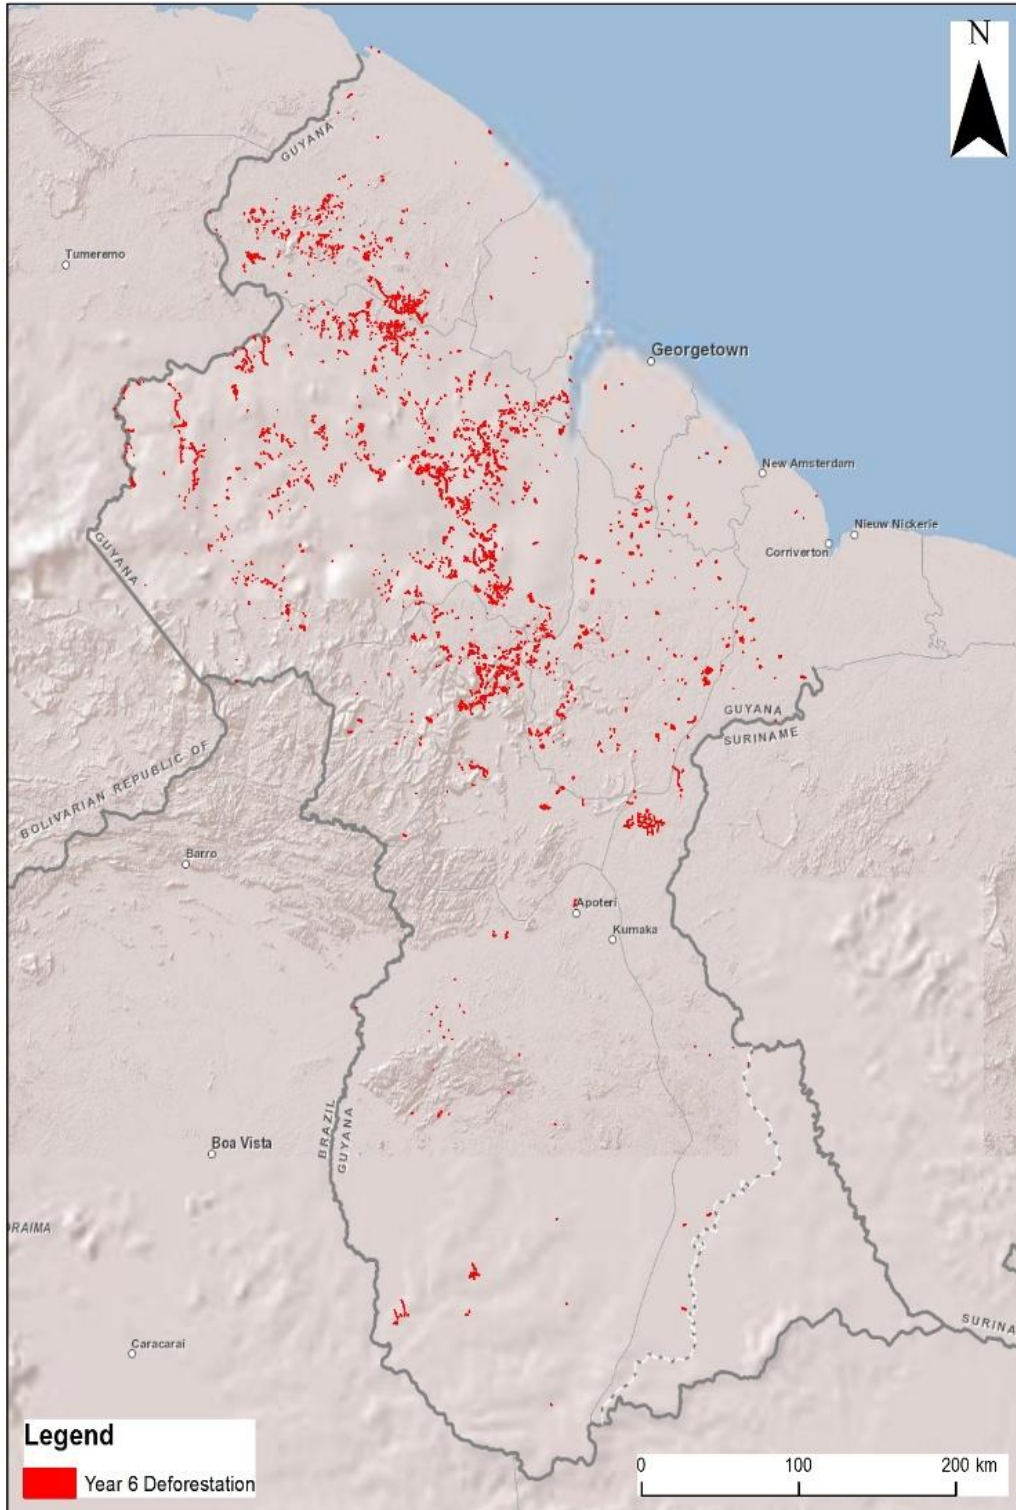 N
GUYANA
Tumeremo
Georgetown
New Amsterdam
Nieuw Nickerie
Corriverton
GUYANA
GUYANA
SURINAME
BOLIVARIAN REPUBLIC OF
Barro
Apoteri
Kumaka
BRAZIL
GUYANA
Boa Vista
ORAIMA
SURINA
Caracarai
Legend
Year 6 Deforestation
0 100 200 km